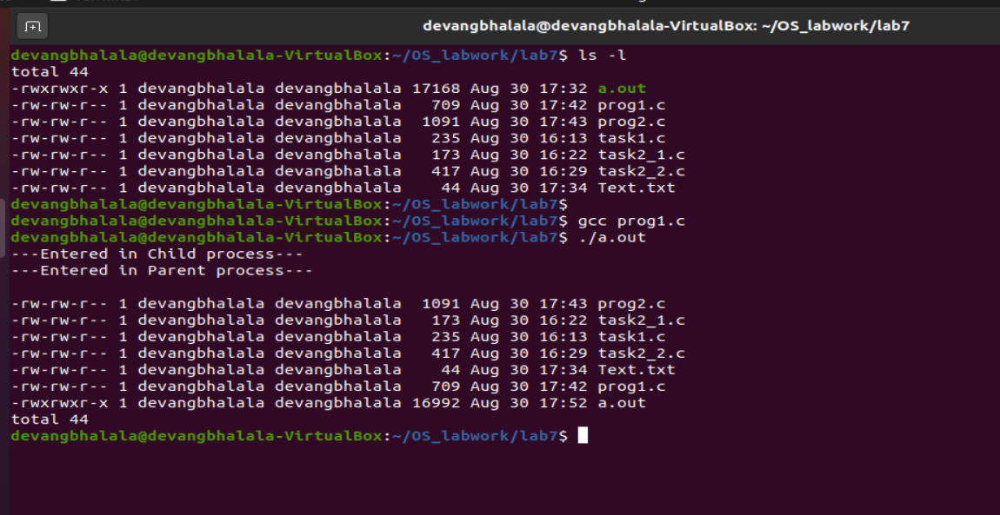 devangbhalala@devangbhalala-VirtualBox: ~/OS_labwork/lab7
devangbhalala@devangbhalala-VirtualBox:~/OS_labwork/lab7$ ls -l
total 44
-rwxrwxr-x 1 devangbhalala devangbhalala 17168 Aug 30 17:32 a.out
-rw-rw-r-- 1 devangbhalala devangbhalala   709 Aug 30 17:42 prog1.c
-rw-rw-r-- 1 devangbhalala devangbhalala  1091 Aug 30 17:43 prog2.c
-rw-rw-r-- 1 devangbhalala devangbhalala   235 Aug 30 16:13 task1.c
-rw-rw-r-- 1 devangbhalala devangbhalala   173 Aug 30 16:22 task2_1.c
-rw-rw-r-- 1 devangbhalala devangbhalala   417 Aug 30 16:29 task2_2.c
-rw-rw-r-- 1 devangbhalala devangbhalala    44 Aug 30 17:34 Text.txt
devangbhalala@devangbhalala-VirtualBox:~/OS_labwork/lab7$
devangbhalala@devangbhalala-VirtualBox:~/OS_labwork/lab7$ gcc prog1.c
devangbhalala@devangbhalala-VirtualBox:~/OS_labwork/lab7$ ./a.out
---Entered in Child process---
---Entered in Parent process---
-rw-rw-r-- 1 devangbhalala devangbhalala  1091 Aug 30 17:43 prog2.c
-rw-rw-r-- 1 devangbhalala devangbhalala   173 Aug 30 16:22 task2_1.c
-rw-rw-r-- 1 devangbhalala devangbhalala   235 Aug 30 16:13 task1.c
-rw-rw-r-- 1 devangbhalala devangbhalala   417 Aug 30 16:29 task2_2.c
-rw-rw-r-- 1 devangbhalala devangbhalala    44 Aug 30 17:34 Text.txt
-rw-rw-r-- 1 devangbhalala devangbhalala   709 Aug 30 17:42 prog1.c
-rwxrwxr-x 1 devangbhalala devangbhalala 16992 Aug 30 17:52 a.out
total 44
devangbhalala@devangbhalala-VirtualBox:~/OS_labwork/lab7$